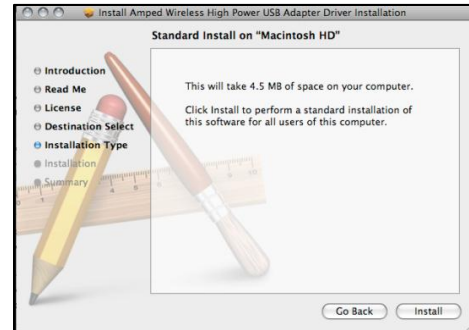 Install Amped Wireless High Power USB Adapter Driver Installation
Standard Install on “Macintosh HD”
Introduction
Read Me
License
Destination Select
Installation Type
Installation
Summary
This will take 4.5 MB of space on your computer.
Click Install to perform a standard installation of
this software for all users of this computer.
Go Back
Install